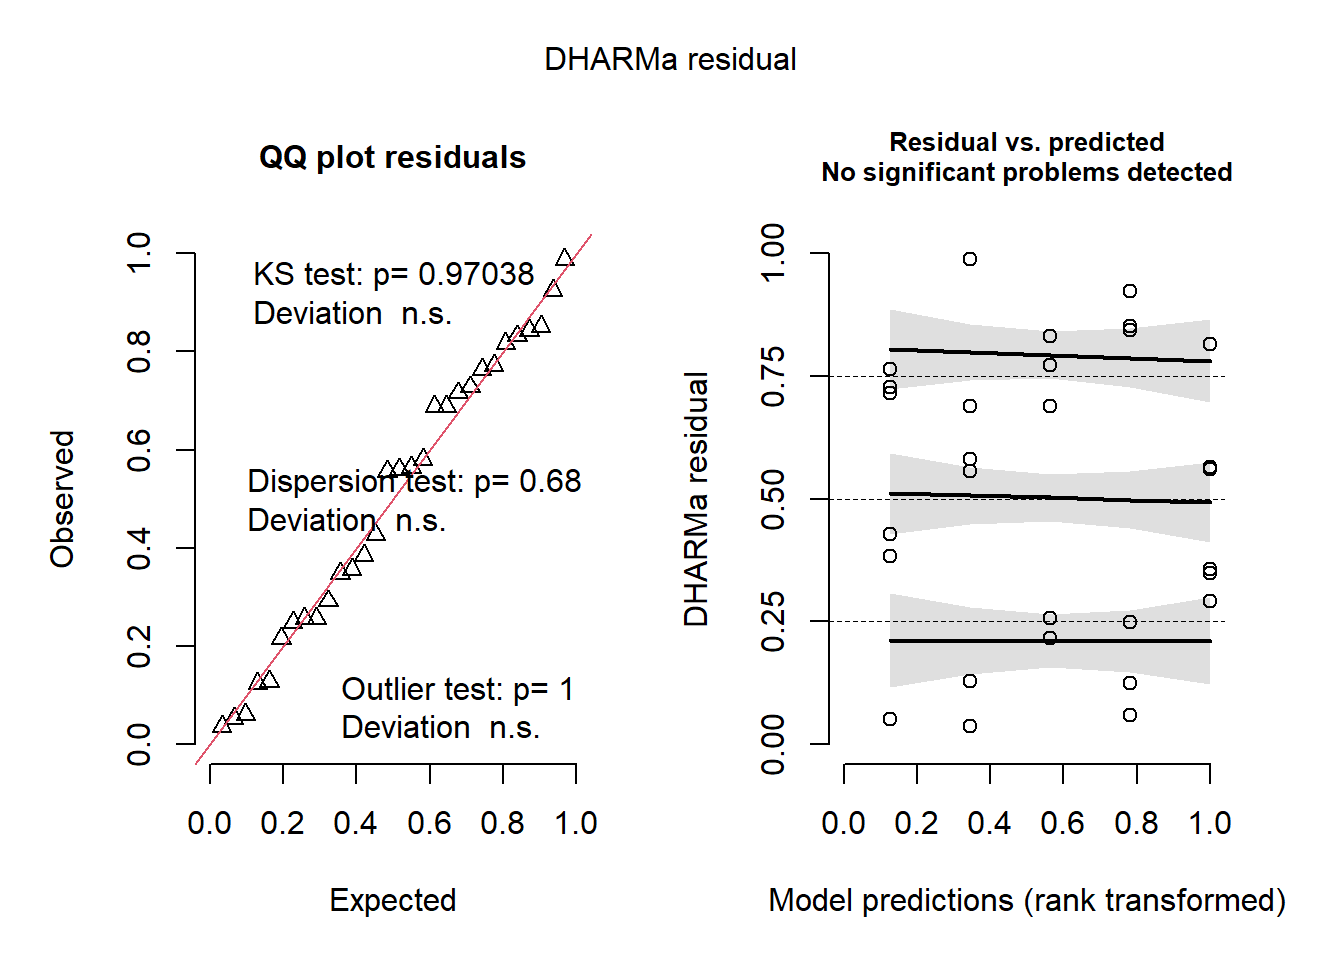 DHARMa residual
QQ plot residuals
KS test: p= 0.97038
Deviation  n.s.
Dispersion test: p= 0.68
Deviation  n.s.
Outlier test: p= 1
Deviation  n.s.
Observed
0.0 0.2 0.4 0.6 0.8 1.0
0.0 0.2 0.4 0.6 0.8 1.0
Expected
Residual vs. predicted
No significant problems detected
DHARMa residual
0.00 0.25 0.50 0.75 1.00
0.0 0.2 0.4 0.6 0.8 1.0
Model predictions (rank transformed)